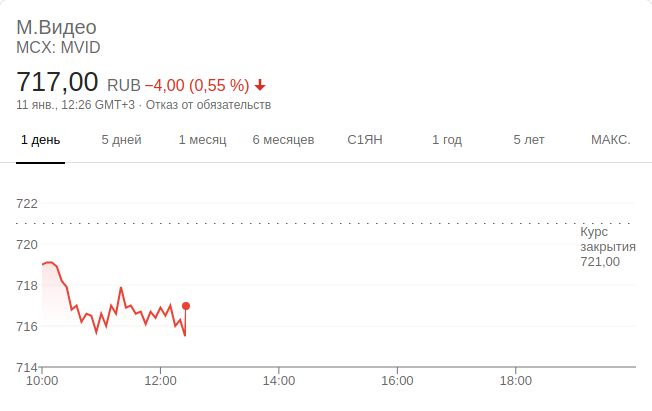 М.Видео
MCX: MVID
717,00 RUB −4,00 (0,55 %)
11 янв., 12:26 GMT+3 · Отказ от обязательств
1 день 5 дней 1 месяц 6 месяцев С1ЯН 1 год 5 лет МАКС.
722
Курс
закрытия
721,00
720
718
716
714
10:00 12:00 14:00 16:00 18:00